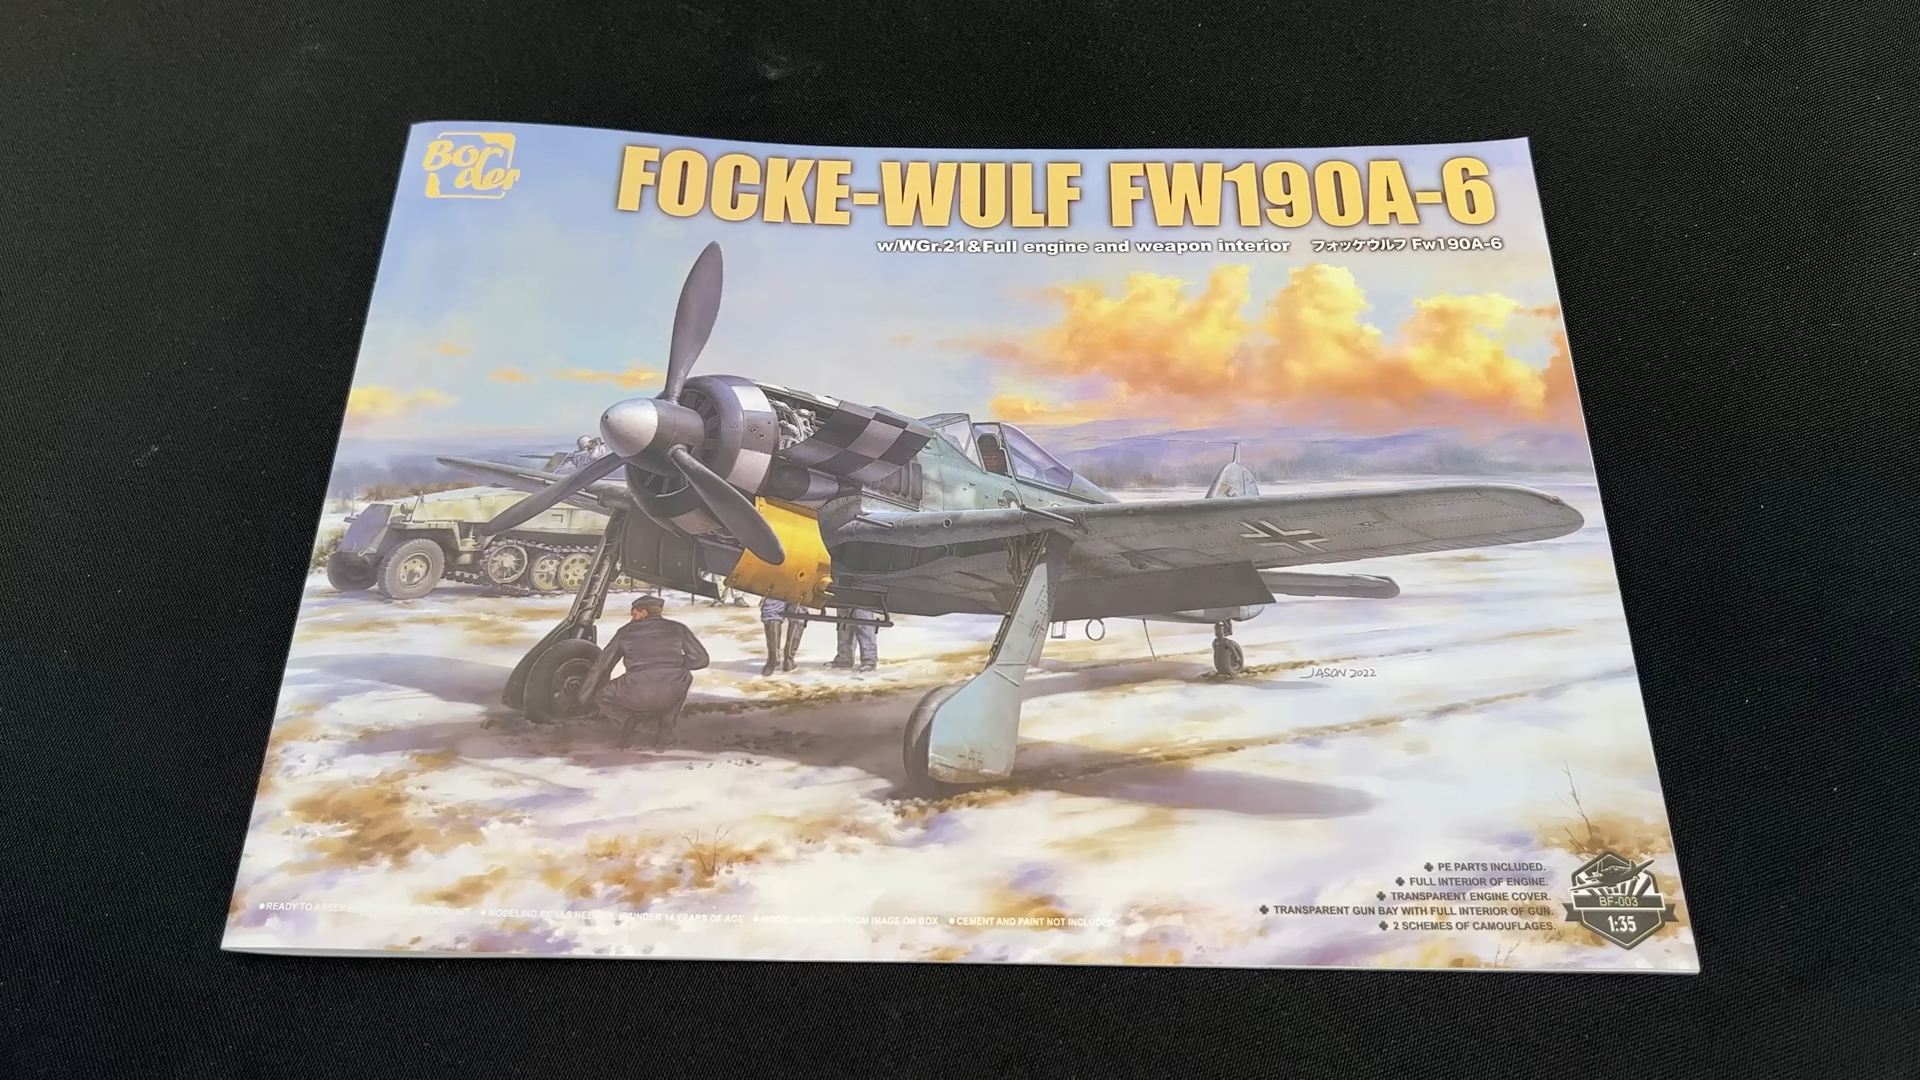 Border
FOCKE-WULF FW190A-6
w/WGr.21&Full engine and weapon interior フォッケウルフ Fw190A-6
JASON 2022
✚ PE PARTS INCLUDED.
✚ FULL INTERIOR OF ENGINE.
✚ TRANSPARENT ENGINE COVER.
✚ TRANSPARENT GUN BAY WITH FULL INTERIOR OF GUN.
✚ 2 SCHEMES OF CAMOUFLAGES.
BF-003
1:35
●READY TO MODEL KIT ●MODELING SKILLS UNDER 14 YEARS OF AGE ● FROM IMAGE ON BOX ●CEMENT AND PAINT NOT INCLUDED